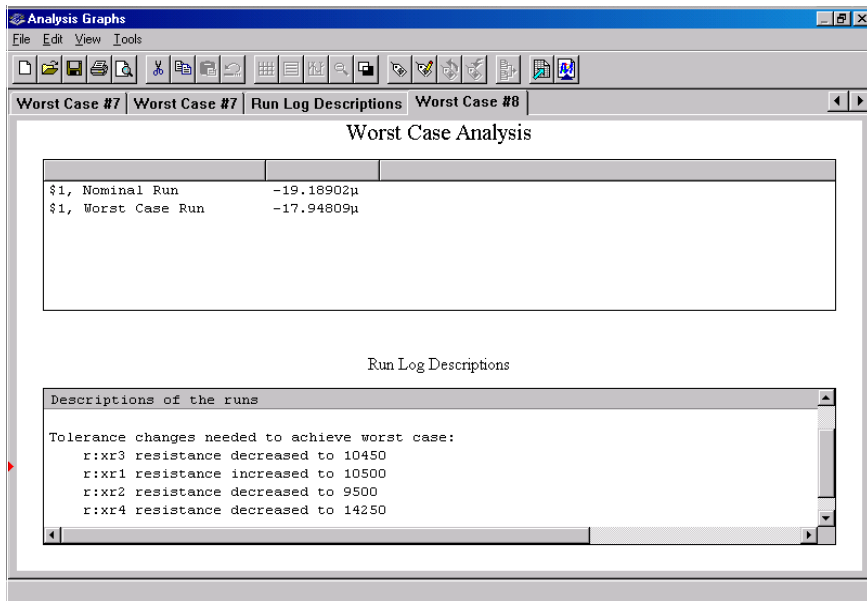 Analysis Graphs
File Edit View Tools
Worst Case #7 Worst Case #7 Run Log Descriptions Worst Case #8
Worst Case Analysis
$1, Nominal Run -19.18902µ
$1, Worst Case Run -17.94809µ
Run Log Descriptions
Descriptions of the runs
Tolerance changes needed to achieve worst case:
r:xr3 resistance decreased to 10450
r:xr1 resistance increased to 10500
r:xr2 resistance decreased to 9500
r:xr4 resistance decreased to 14250